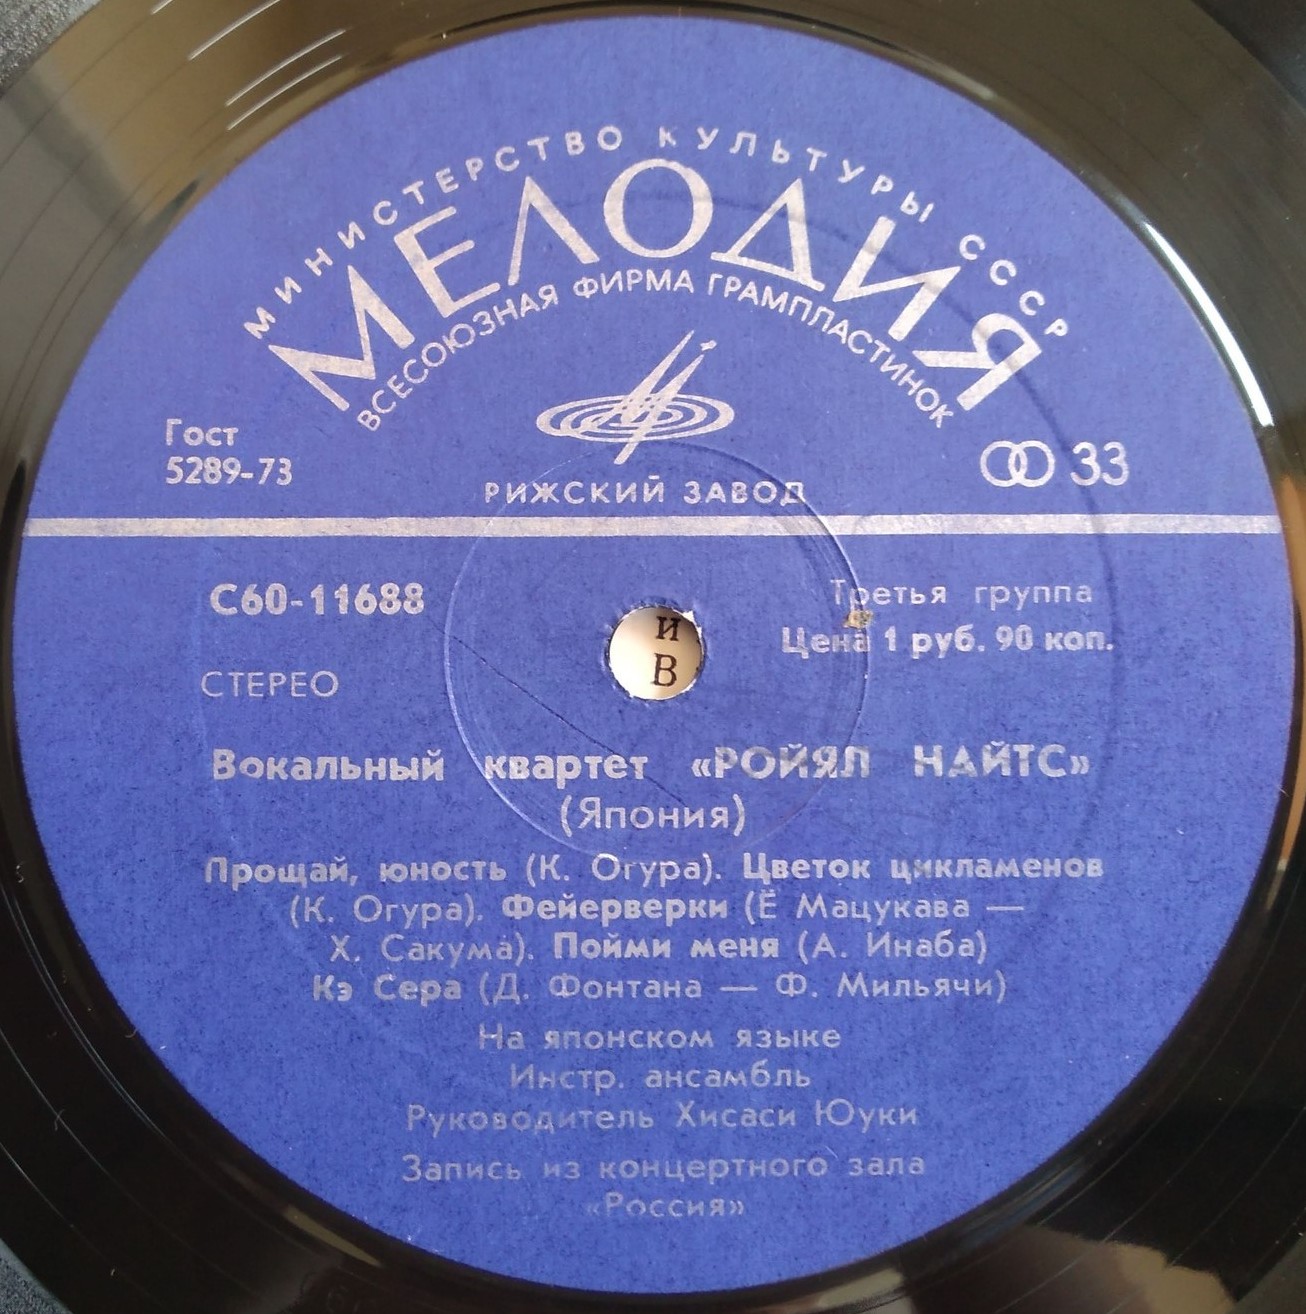 МИНИСТЕРСТВО КУЛЬТУРЫ СССР
МЕЛОДИЯ
ВСЕСОЮЗНАЯ ФИРМА ГРАМПЛАСТИНОК
Гост
5289-73
33
РИЖСКИЙ ЗАВОД
С60-11688
Третья группа
Цена 1 руб. 90 коп.
и
В
СТЕРЕО
Вокальный квартет «РОЙЯЛ НАЙТС»
(Япония)
Прощай, юность (К. Огура). Цветок цикламенов
(К. Огура). Фейерверки (Ё Мацукава —
Х. Сакума). Пойми меня (А. Инаба)
Кэ Сера (Д. Фонтана — Ф. Мильячи)
На японском языке
Инстр. ансамбль
Руководитель Хисаси Юуки
Запись из концертного зала
«Россия»